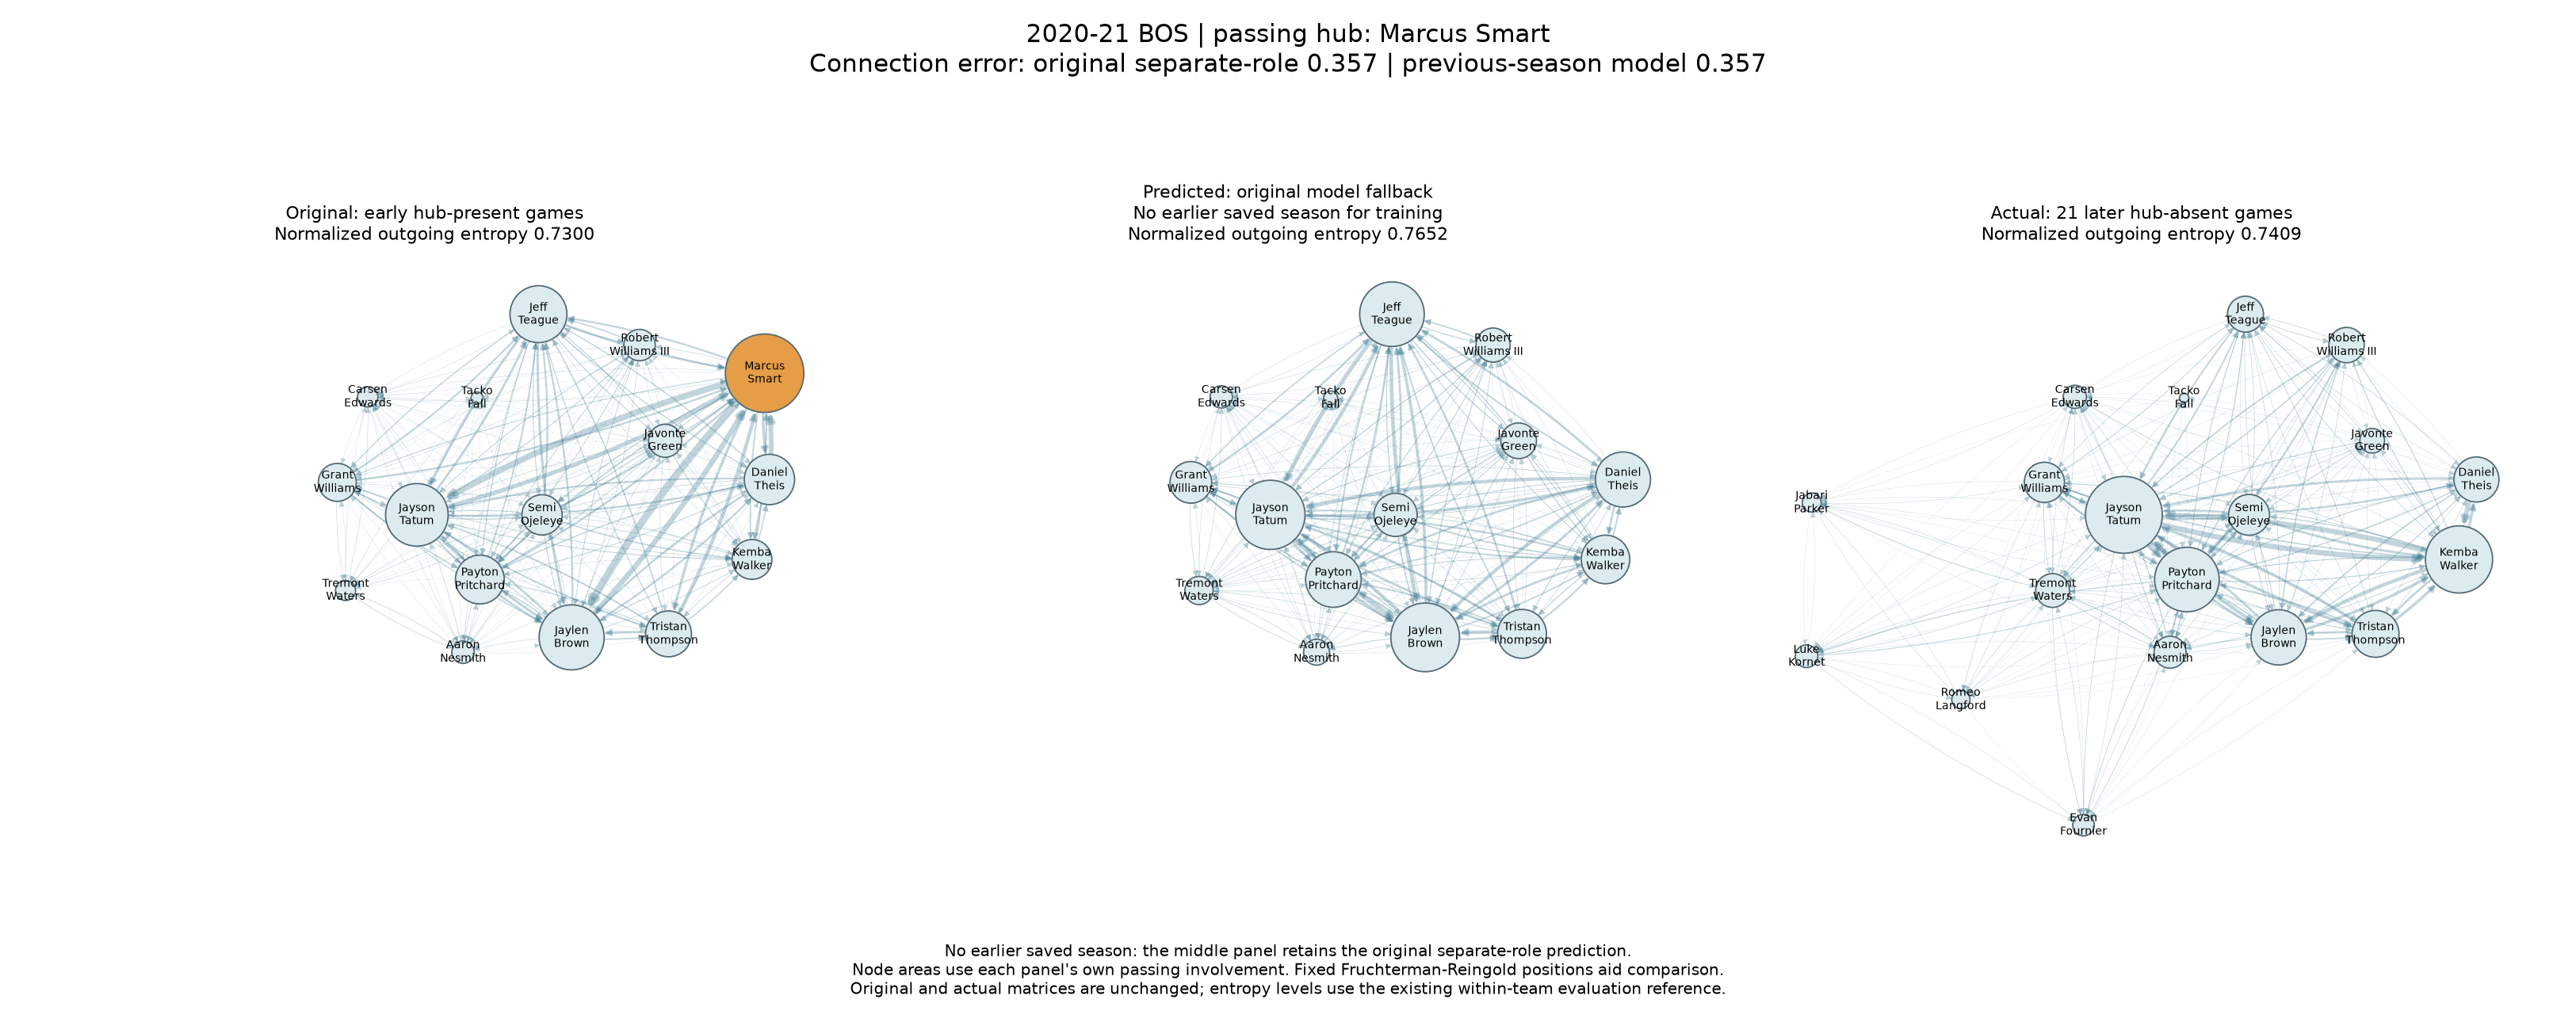 2020-21 BOS | passing hub: Marcus Smart
Connection error: original separate-role 0.357 | previous-season model 0.357
Original: early hub-present games
Normalized outgoing entropy 0.7300
Jeff
Teague
Robert
Williams III
Marcus
Smart
Carsen
Edwards
Tacko
Fall
Javonte
Green
Grant
Williams
Daniel
Theis
Jayson
Tatum
Semi
Ojeleye
Kemba
Walker
Payton
Pritchard
Tremont
Waters
Jaylen
Brown
Tristan
Thompson
Aaron
Nesmith
Predicted: original model fallback
No earlier saved season for training
Normalized outgoing entropy 0.7652
Jeff
Teague
Robert
Williams III
Carsen
Edwards
Tacko
Fall
Javonte
Green
Grant
Williams
Daniel
Theis
Jayson
Tatum
Semi
Ojeleye
Kemba
Walker
Payton
Pritchard
Tremont
Waters
Jaylen
Brown
Tristan
Thompson
Aaron
Nesmith
Actual: 21 later hub-absent games
Normalized outgoing entropy 0.7409
Jeff
Teague
Robert
Williams III
Carsen
Edwards
Tacko
Fall
Javonte
Green
Grant
Williams
Daniel
Theis
Jabari
Parker
Jayson
Tatum
Semi
Ojeleye
Kemba
Walker
Payton
Pritchard
Tremont
Waters
Jaylen
Brown
Tristan
Thompson
Aaron
Nesmith
Luke
Kornet
Romeo
Langford
Evan
Fournier
No earlier saved season: the middle panel retains the original separate-role prediction.
Node areas use each panel's own passing involvement. Fixed Fruchterman-Reingold positions aid comparison.
Original and actual matrices are unchanged; entropy levels use the existing within-team evaluation reference.